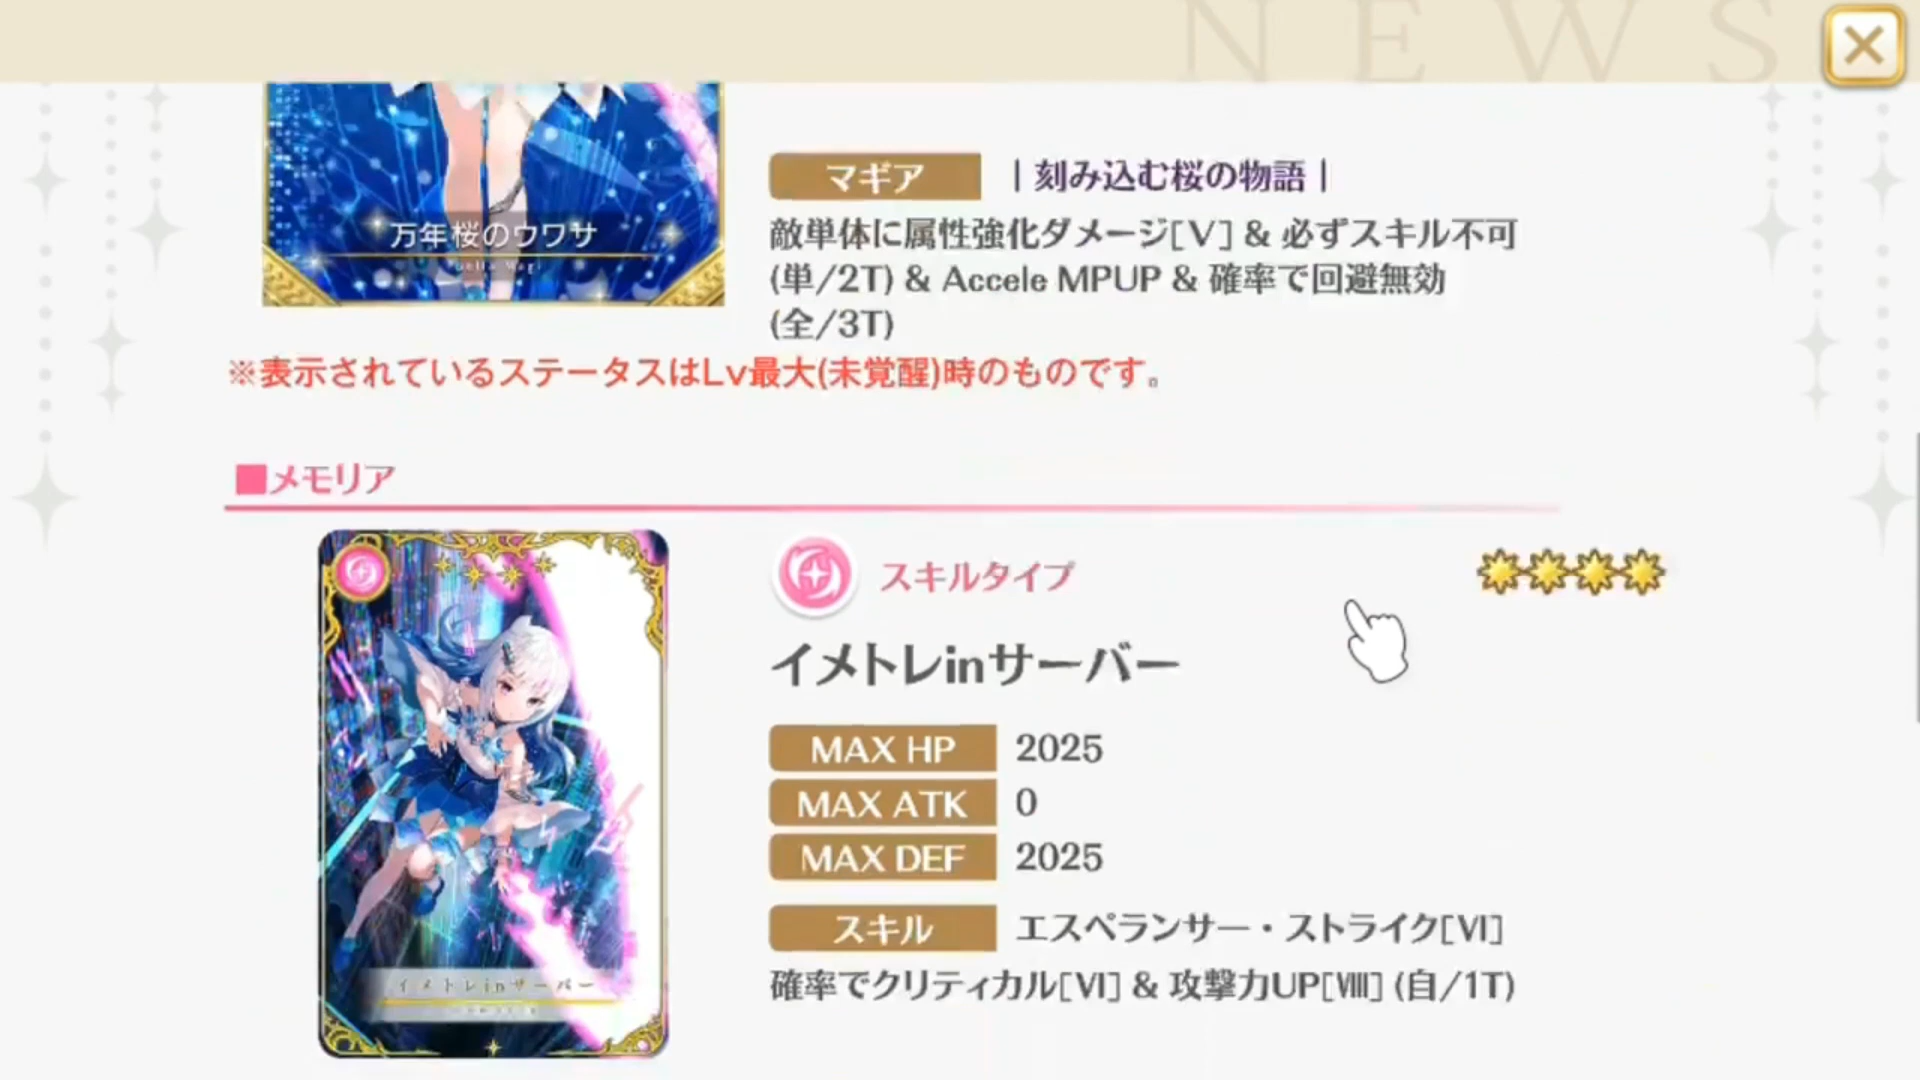 NEWS
万年桜のウワサ
マギア
|刻み込む桜の物語|
敵単体に属性強化ダメージ[Ⅴ] & 必ずスキル不可
(単/2T) & Accele MPUP & 確率で回避無効
(全/3T)
※表示されているステータスはLv最大(未覚醒)時のものです。
■メモリア
スキルタイプ
イメトレinサーバー
MAX HP 2025
MAX ATK 0
MAX DEF 2025
スキル エスペランサー・ストライク[Ⅵ]
確率でクリティカル[Ⅵ] & 攻撃力UP[Ⅷ] (自/1T)
イメトレinサーバー